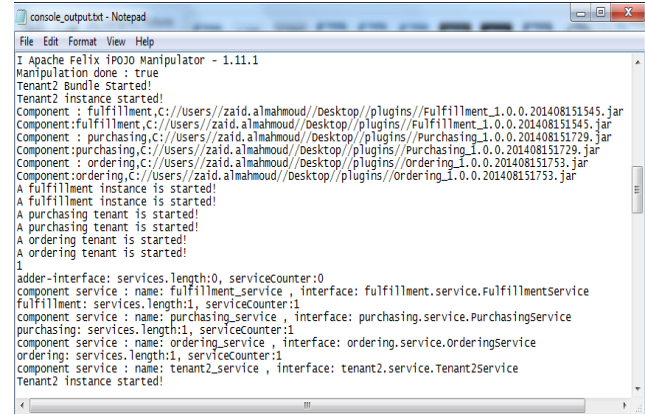 console_output.txt - Notepad
File Edit Format View Help
I Apache Felix iPOJO Manipulator - 1.11.1
Manipulation done : true
Tenant2 Bundle Started!
Tenant2 instance started!
Component : fulfillment,C://Users//zaid.almahmoud//Desktop//plugins//Fulfillment_1.0.0.201408151545.jar
Component:fulfillment,C://Users//zaid.almahmoud//Desktop//plugins//Fulfillment_1.0.0.201408151545.jar
Component : purchasing,C://Users//zaid.almahmoud//Desktop//plugins//Purchasing_1.0.0.201408151729.jar
Component:purchasing,C://Users//zaid.almahmoud//Desktop//plugins//Purchasing_1.0.0.201408151729.jar
Component : ordering,C://Users//zaid.almahmoud//Desktop//plugins//Ordering_1.0.0.201408151753.jar
Component:ordering,C://Users//zaid.almahmoud//Desktop//plugins//Ordering_1.0.0.201408151753.jar
A fulfillment instance is started!
A fulfillment instance is started!
A purchasing tenant is started!
A purchasing tenant is started!
A ordering tenant is started!
A ordering tenant is started!
1
adder-interface: services.length:0, serviceCounter:0
component service : name: fulfillment_service , interface: fulfillment.service.FulfillmentService
fulfillment: services.length:1, serviceCounter:1
component service : name: purchasing_service , interface: purchasing.service.PurchasingService
purchasing: services.length:1, serviceCounter:1
component service : name: ordering_service , interface: ordering.service.OrderingService
ordering: services.length:1, serviceCounter:1
component service : name: tenant2_service , interface: tenant2.service.Tenant2Service
Tenant2 instance started!